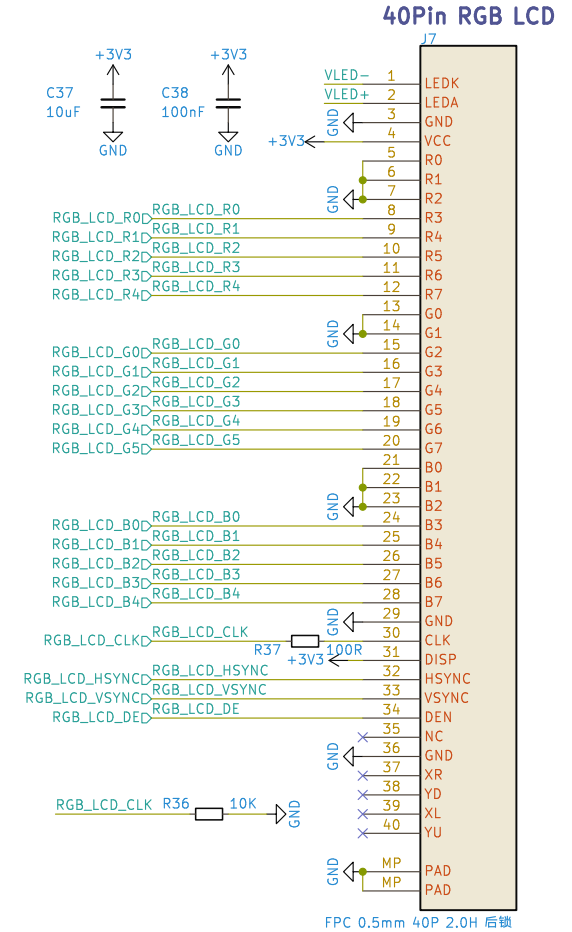 40Pin RGB LCD
J7
+3V3 +3V3
C37 10uF GND
C38 100nF GND
VLED- 1 LEDK
VLED+ 2 LEDA
GND 3 GND
+3V3 4 VCC
5 R0
6 R1
GND 7 R2
RGB_LCD_R0 RGB_LCD_R0 8 R3
RGB_LCD_R1 RGB_LCD_R1 9 R4
RGB_LCD_R2 RGB_LCD_R2 10 R5
RGB_LCD_R3 RGB_LCD_R3 11 R6
RGB_LCD_R4 RGB_LCD_R4 12 R7
13 G0
GND 14 G1
RGB_LCD_G0 RGB_LCD_G0 15 G2
RGB_LCD_G1 RGB_LCD_G1 16 G3
RGB_LCD_G2 RGB_LCD_G2 17 G4
RGB_LCD_G3 RGB_LCD_G3 18 G5
RGB_LCD_G4 RGB_LCD_G4 19 G6
RGB_LCD_G5 RGB_LCD_G5 20 G7
21 B0
22 B1
GND 23 B2
RGB_LCD_B0 RGB_LCD_B0 24 B3
RGB_LCD_B1 RGB_LCD_B1 25 B4
RGB_LCD_B2 RGB_LCD_B2 26 B5
RGB_LCD_B3 RGB_LCD_B3 27 B6
RGB_LCD_B4 RGB_LCD_B4 28 B7
GND 29 GND
RGB_LCD_CLK RGB_LCD_CLK R37 100R 30 CLK
+3V3 31 DISP
RGB_LCD_HSYNC RGB_LCD_HSYNC 32 HSYNC
RGB_LCD_VSYNC RGB_LCD_VSYNC 33 VSYNC
RGB_LCD_DE RGB_LCD_DE 34 DEN
35 NC
GND 36 GND
37 XR
38 YD
RGB_LCD_CLK R36 10K GND 39 XL
40 YU
GND MP PAD
MP PAD
FPC 0.5mm 40P 2.0H 后锁